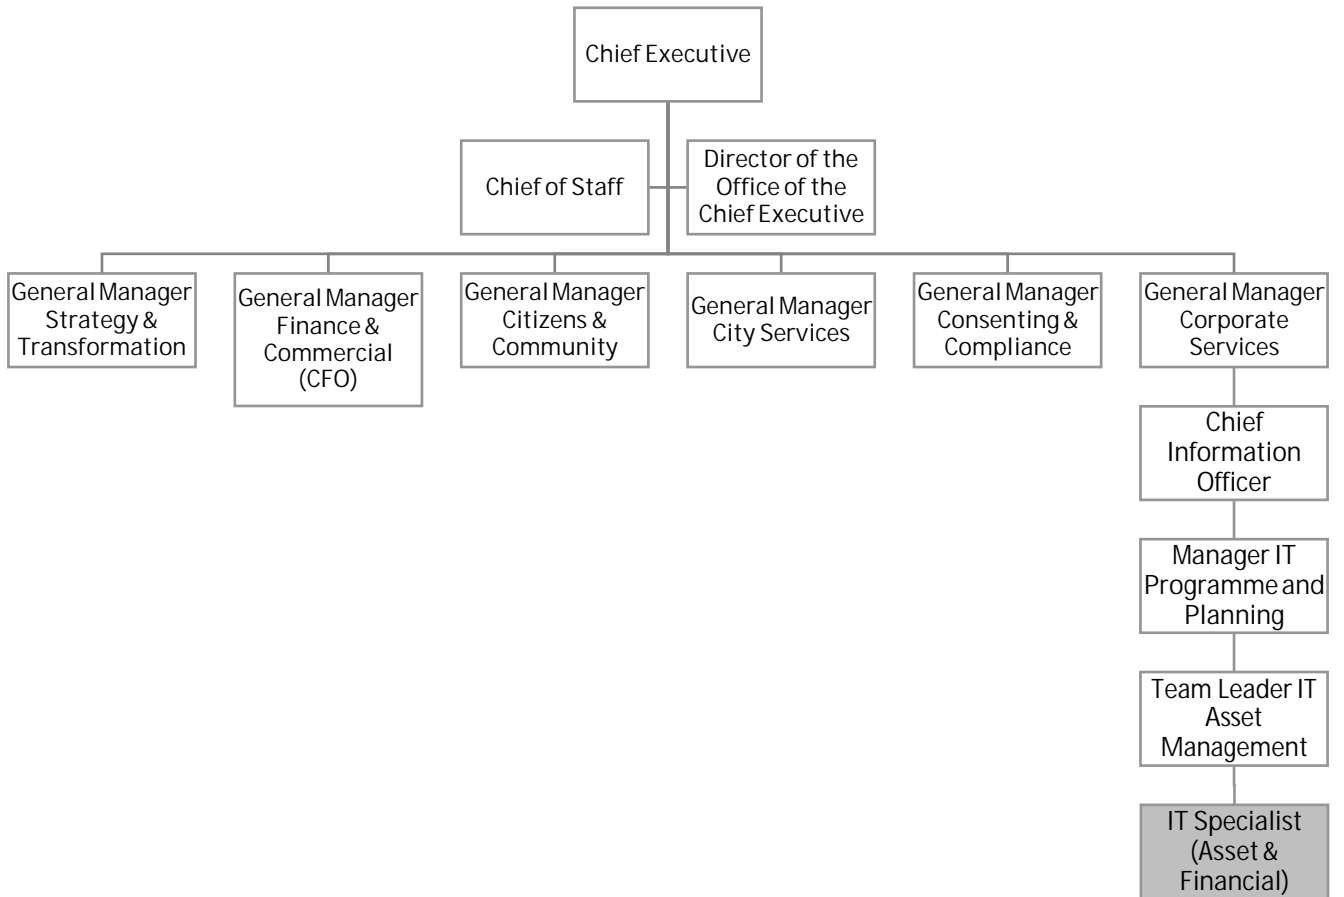 Chief Executive
Chief of Staff
Director of the
Office of the
Chief Executive
General Manager
Strategy &
Transformation
General Manager
Finance &
Commercial
(CFO)
General Manager
Citizens &
Community
General Manager
City Services
General Manager
Consenting &
Compliance
General Manager
Corporate
Services
Chief
Information
Officer
Manager IT
Programme and
Planning
Team Leader IT
Asset
Management
IT Specialist
(Asset &
Financial)